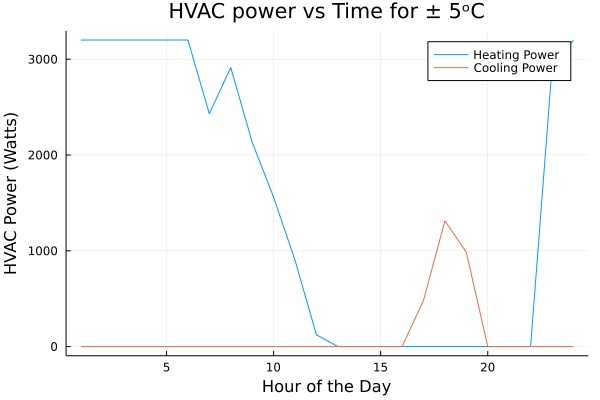 HVAC power vs Time for ± 5ᵒC
Heating Power
Cooling Power
3000
2000
1000
0
HVAC Power (Watts)
5
10
15
20
Hour of the Day